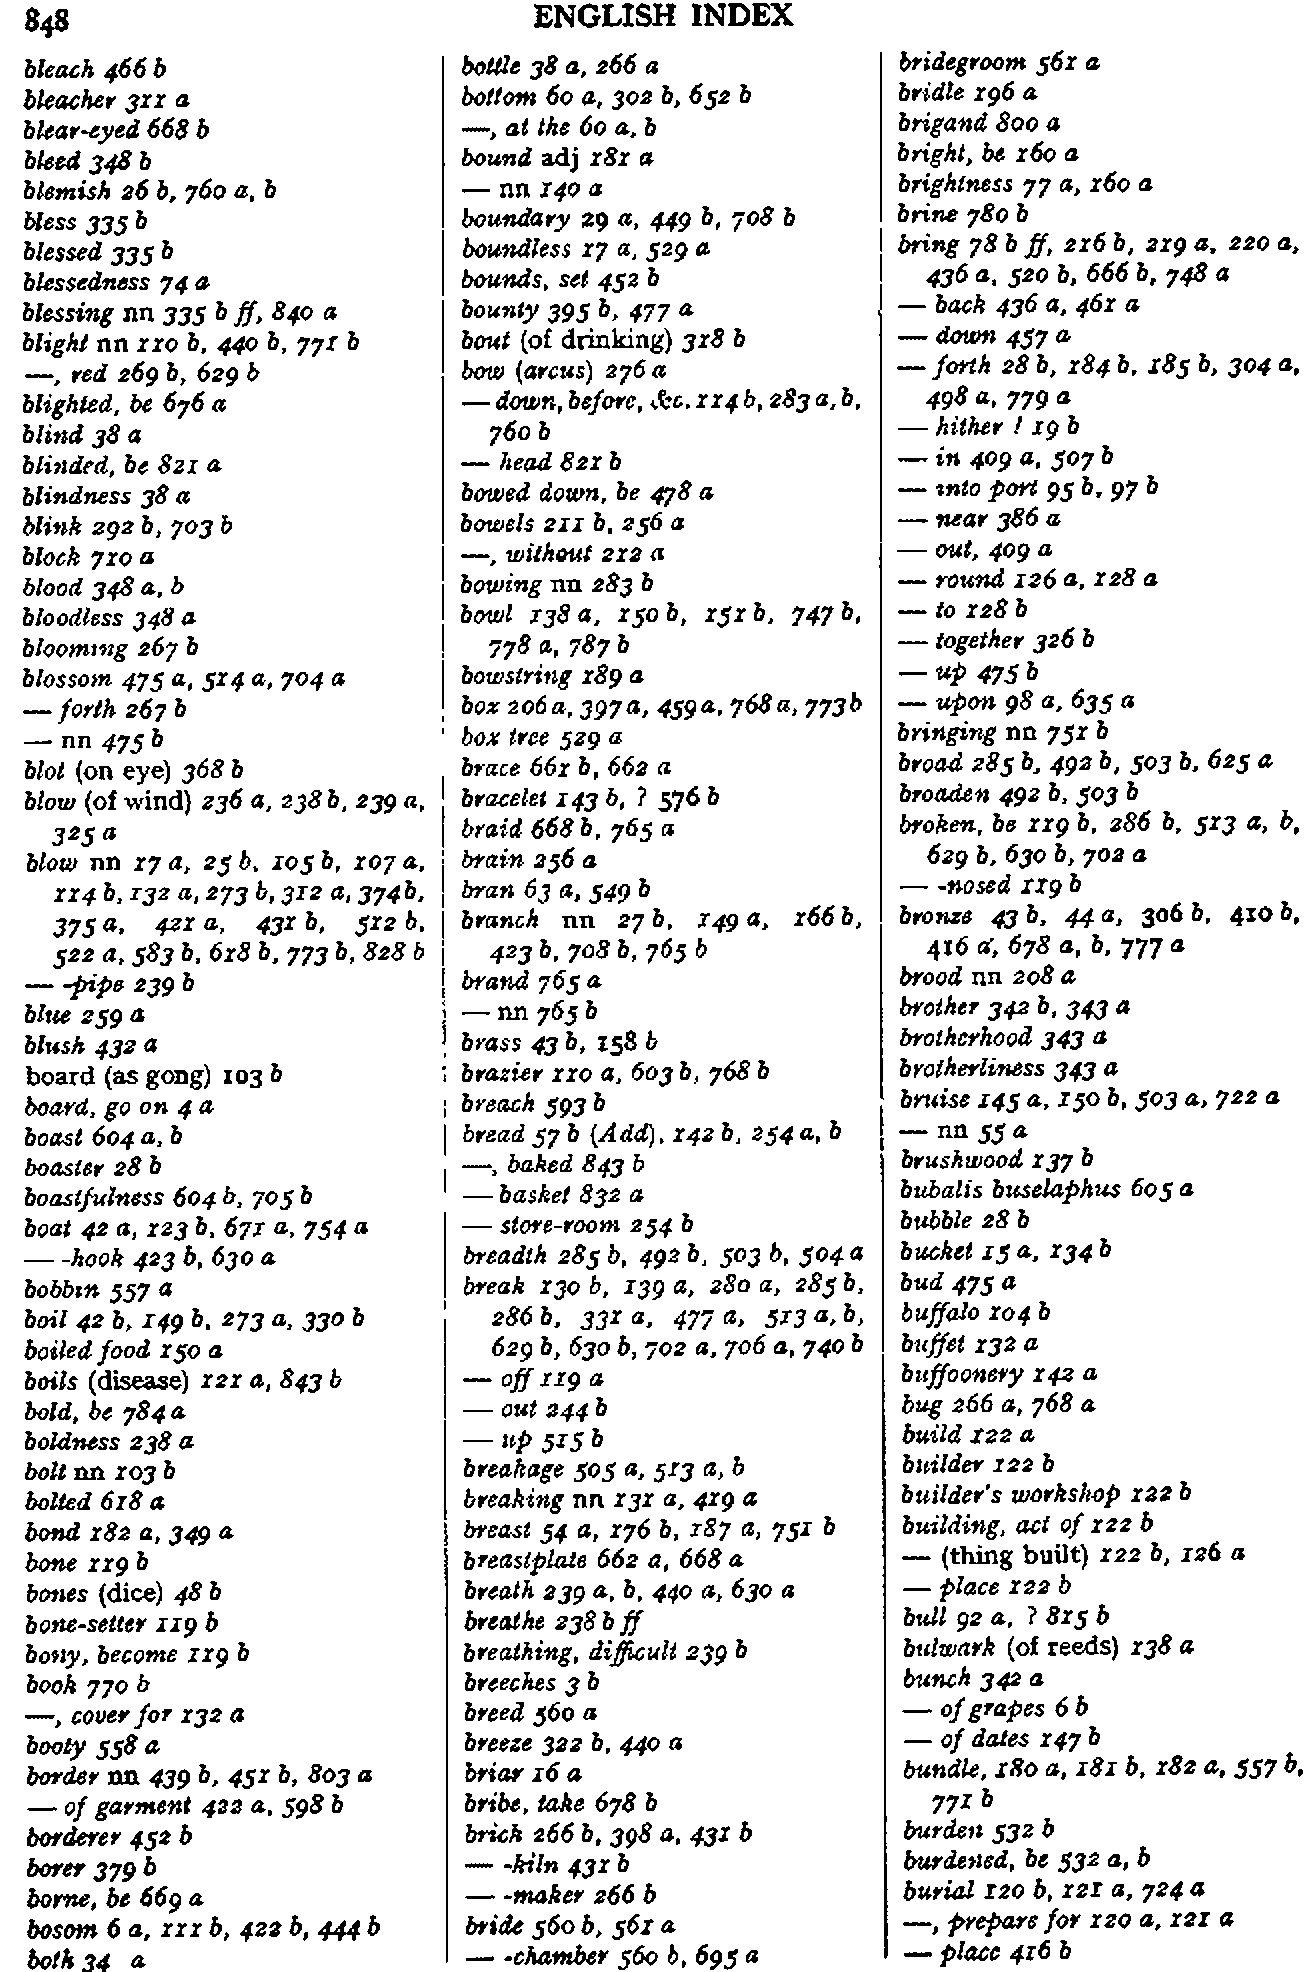 848
ENGLISH INDEX
bleach 466 b
bleacher 311 a
blear-eyed 668 b
bleed 348 b
blemish 26 b, 760 a, b
bless 335 b
blessed 335 b
blessedness 74 a
blessing nn 335 b ff, 840 a
blight nn 110 b, 440 b, 771 b
—, red 269 b, 629 b
blighted, be 676 a
blind 38 a
blinded, be 821 a
blindness 38 a
blink 292 b, 703 b
block 710 a
blood 348 a, b
bloodless 348 a
blooming 267 b
blossom 475 a, 514 a, 704 a
— forth 267 b
— nn 475 b
blot (on eye) 368 b
blow (of wind) 236 a, 238 b, 239 a,
325 a
blow nn 17 a, 25 b, 105 b, 107 a,
114 b, 132 a, 273 b, 312 a, 374 b,
375 a, 421 a, 431 b, 512 b,
522 a, 583 b, 618 b, 773 b, 828 b
— -pipe 239 b
blue 259 a
blush 432 a
board (as gong) 103 b
board, go on 4 a
boast 604 a, b
boaster 28 b
boastfulness 604 b, 705 b
boat 42 a, 123 b, 671 a, 754 a
— -hook 423 b, 630 a
bobbin 557 a
boil 42 b, 149 b, 273 a, 330 b
boiled food 150 a
boils (disease) 121 a, 843 b
bold, be 784 a
boldness 238 a
bolt nn 103 b
bolted 618 a
bond 182 a, 349 a
bone 119 b
bones (dice) 48 b
bone-setter 119 b
bony, become 119 b
book 770 b
—, cover for 132 a
booty 558 a
border nn 439 b, 451 b, 803 a
— of garment 422 a, 598 b
borderer 452 b
borer 379 b
borne, be 669 a
bosom 6 a, 111 b, 422 b, 444 b
both 34 a
bottle 38 a, 266 a
bottom 60 a, 302 b, 652 b
—, at the 60 a, b
bound adj 181 a
— nn 140 a
boundary 29 a, 449 b, 708 b
boundless 17 a, 529 a
bounds, set 452 b
bounty 395 b, 477 a
bout (of drinking) 318 b
bow (arcus) 276 a
— down, before, &c. 114 b, 283 a, b,
760 b
— head 821 b
bowed down, be 478 a
bowels 211 b, 256 a
—, without 212 a
bowing nn 283 b
bowl 138 a, 150 b, 151 b, 747 b,
778 a, 787 b
bowstring 189 a
box 206 a, 397 a, 459 a, 768 a, 773 b
box tree 529 a
brace 661 b, 662 a
bracelet 143 b, ? 576 b
braid 668 b, 765 a
brain 256 a
bran 63 a, 549 b
branch nn 27 b, 149 a, 166 b,
423 b, 708 b, 765 b
brand 765 a
— nn 765 b
brass 43 b, 158 b
brazier 110 a, 603 b, 768 b
breach 593 b
bread 57 b (Add), 142 b, 254 a, b
—, baked 843 b
— basket 832 a
— store-room 254 b
breadth 285 b, 492 b, 503 b, 504 a
break 130 b, 139 a, 280 a, 285 b,
286 b, 331 a, 477 a, 513 a, b,
629 b, 630 b, 702 a, 706 a, 740 b
— off 119 a
— out 244 b
— up 515 b
breakage 505 a, 513 a, b
breaking nn 131 a, 419 a
breast 54 a, 176 b, 187 a, 751 b
breastplate 662 a, 668 a
breath 239 a, b, 440 a, 630 a
breathe 238 b ff
breathing, difficult 239 b
breeches 3 b
breed 560 a
breeze 322 b, 440 a
briar 16 a
bribe, take 678 b
brick 266 b, 398 a, 431 b
— -kiln 431 b
— -maker 266 b
bride 560 b, 561 a
— -chamber 560 b, 695 a
bridegroom 561 a
bridle 196 a
brigand 800 a
bright, be 160 a
brightness 77 a, 160 a
brine 780 b
bring 78 b ff, 216 b, 219 a, 220 a,
436 a, 520 b, 666 b, 748 a
— back 436 a, 461 a
— down 457 a
— forth 28 b, 184 b, 185 b, 304 a,
498 a, 779 a
— hither ! 19 b
— in 409 a, 507 b
— into port 95 b, 97 b
— near 386 a
— out, 409 a
— round 126 a, 128 a
— to 128 b
— together 326 b
— up 475 b
— upon 98 a, 635 a
bringing nn 751 b
broad 285 b, 492 b, 503 b, 625 a
broaden 492 b, 503 b
broken, be 119 b, 286 b, 513 a, b,
629 b, 630 b, 702 a
— -nosed 119 b
bronze 43 b, 44 a, 306 b, 410 b,
416 a, 678 a, b, 777 a
brood nn 208 a
brother 342 b, 343 a
brotherhood 343 a
brotherliness 343 a
bruise 145 a, 150 b, 503 a, 722 a
— nn 55 a
brushwood 137 b
bubalis buselaphus 605 a
bubble 28 b
bucket 15 a, 134 b
bud 475 a
buffalo 104 b
buffet 132 a
buffoonery 142 a
bug 266 a, 768 a
build 122 a
builder 122 b
builder's workshop 122 b
building, act of 122 b
— (thing built) 122 b, 126 a
— place 122 b
bull 92 a, ? 815 b
bulwark (of reeds) 138 a
bunch 342 a
— of grapes 6 b
— of dates 147 b
bundle, 180 a, 181 b, 182 a, 557 b,
771 b
burden 532 b
burdened, be 532 a, b
burial 120 b, 121 a, 724 a
—, prepare for 120 a, 121 a
— place 416 b